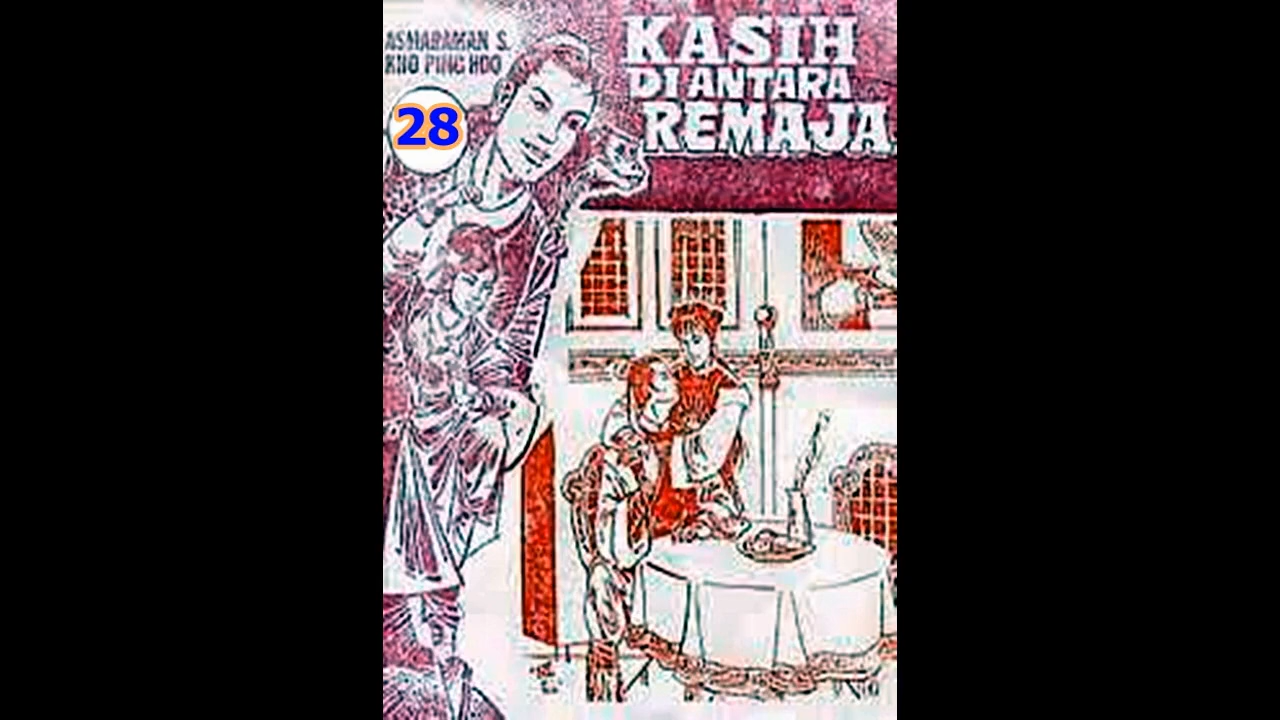 ASMARAMAN S.
KHO PING HOO
28
KASIH
DI ANTARA
REMAJA